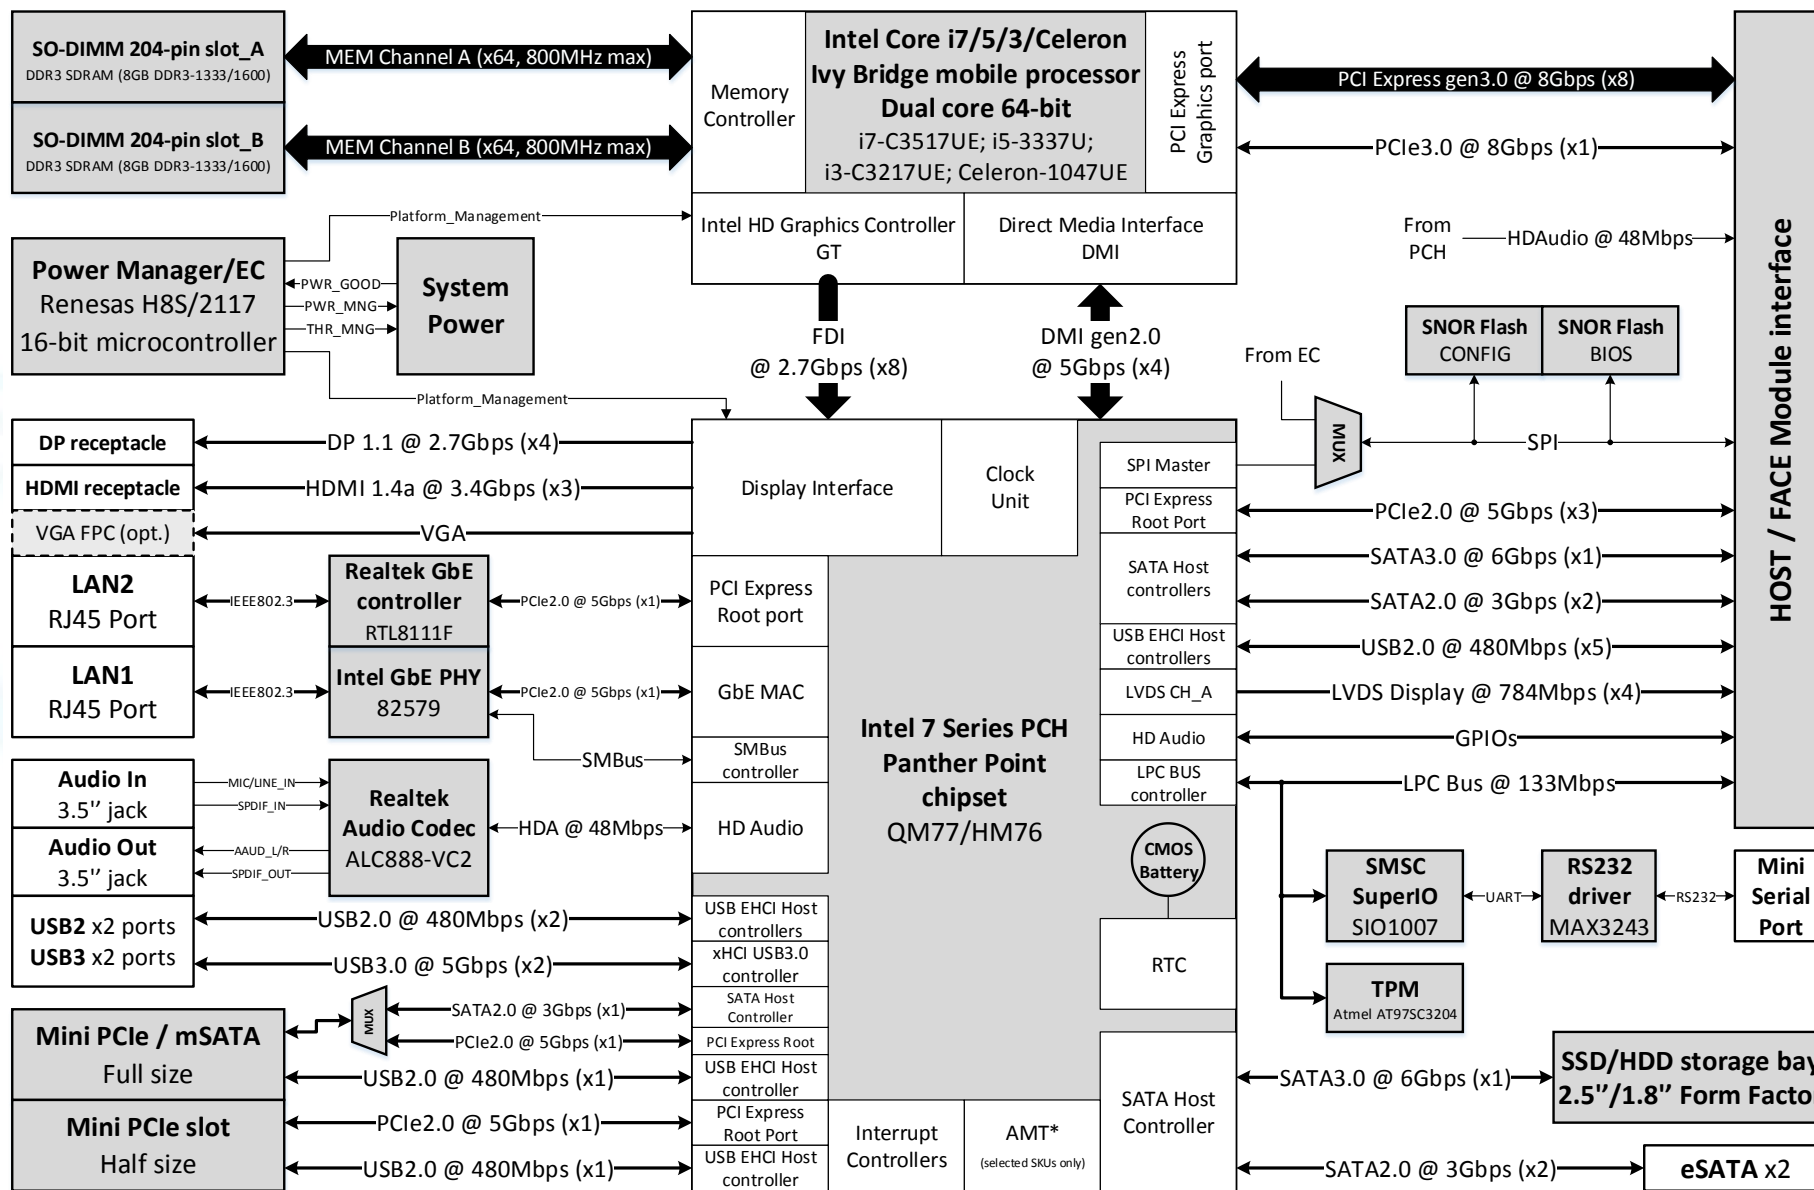 SO-DIMM 204-pin slot_A
DDR3 SDRAM (8GB DDR3-1333/1600)
MEM Channel A (x64, 800MHz max)
SO-DIMM 204-pin slot_B
DDR3 SDRAM (8GB DDR3-1333/1600)
MEM Channel B (x64, 800MHz max)
Memory
Controller
Intel Core i7/5/3/Celeron
Ivy Bridge mobile processor
Dual core 64-bit
i7-C3517UE; i5-3337U;
i3-C3217UE; Celeron-1047UE
PCI Express
Graphics port
PCI Express gen3.0 @ 8Gbps (x8)
PCIe3.0 @ 8Gbps (x1)
HOST / FACE Module interface
Intel HD Graphics Controller
GT
Direct Media Interface
DMI
From
PCH
HDAudio @ 48Mbps
Platform_Management
Power Manager/EC
Renesas H8S/2117
16-bit microcontroller
PWR_GOOD
PWR_MNG
THR_MNG
System
Power
Platform_Management
FDI
@ 2.7Gbps (x8)
DMI gen2.0
@ 5Gbps (x4)
From EC
MUX
SNOR Flash
CONFIG
SNOR Flash
BIOS
SPI
DP receptacle
DP 1.1 @ 2.7Gbps (x4)
HDMI receptacle
HDMI 1.4a @ 3.4Gbps (x3)
VGA FPC (opt.)
VGA
Display Interface
Clock
Unit
SPI Master
PCI Express
Root Port
PCIe2.0 @ 5Gbps (x3)
SATA Host
controllers
SATA3.0 @ 6Gbps (x1)
SATA2.0 @ 3Gbps (x2)
USB EHCI Host
controllers
USB2.0 @ 480Mbps (x5)
LVDS CH_A
LVDS Display @ 784Mbps (x4)
HD Audio
GPIOs
LPC BUS
controller
LPC Bus @ 133Mbps
LAN2
RJ45 Port
IEEE802.3
Realtek GbE
controller
RTL8111F
PCIe2.0 @ 5Gbps (x1)
PCI Express
Root port
LAN1
RJ45 Port
IEEE802.3
Intel GbE PHY
82579
PCIe2.0 @ 5Gbps (x1)
GbE MAC
SMBus
SMBus
controller
Intel 7 Series PCH
Panther Point
chipset
QM77/HM76
Audio In
3.5'' jack
MIC/LINE_IN
SPDIF_IN
Audio Out
3.5'' jack
AAUD_L/R
SPDIF_OUT
Realtek
Audio Codec
ALC888-VC2
HDA @ 48Mbps
HD Audio
CMOS
Battery
RTC
SMSC
SuperIO
SIO1007
UART
RS232
driver
MAX3243
RS232
Mini
Serial
Port
TPM
Atmel AT97SC3204
USB2 x2 ports
USB3 x2 ports
USB2.0 @ 480Mbps (x2)
USB EHCI Host
controllers
USB3.0 @ 5Gbps (x2)
xHCI USB3.0
controller
Mini PCIe / mSATA
Full size
MUX
SATA2.0 @ 3Gbps (x1)
SATA Host
Controller
PCIe2.0 @ 5Gbps (x1)
PCI Express Root
USB2.0 @ 480Mbps (x1)
USB EHCI Host
controller
Mini PCIe slot
Half size
PCIe2.0 @ 5Gbps (x1)
PCI Express
Root Port
USB2.0 @ 480Mbps (x1)
USB EHCI Host
controller
Interrupt
Controllers
AMT*
(selected SKUs only)
SATA Host
Controller
SATA3.0 @ 6Gbps (x1)
SSD/HDD storage bay
2.5''/1.8'' Form Factor
SATA2.0 @ 3Gbps (x2)
eSATA x2